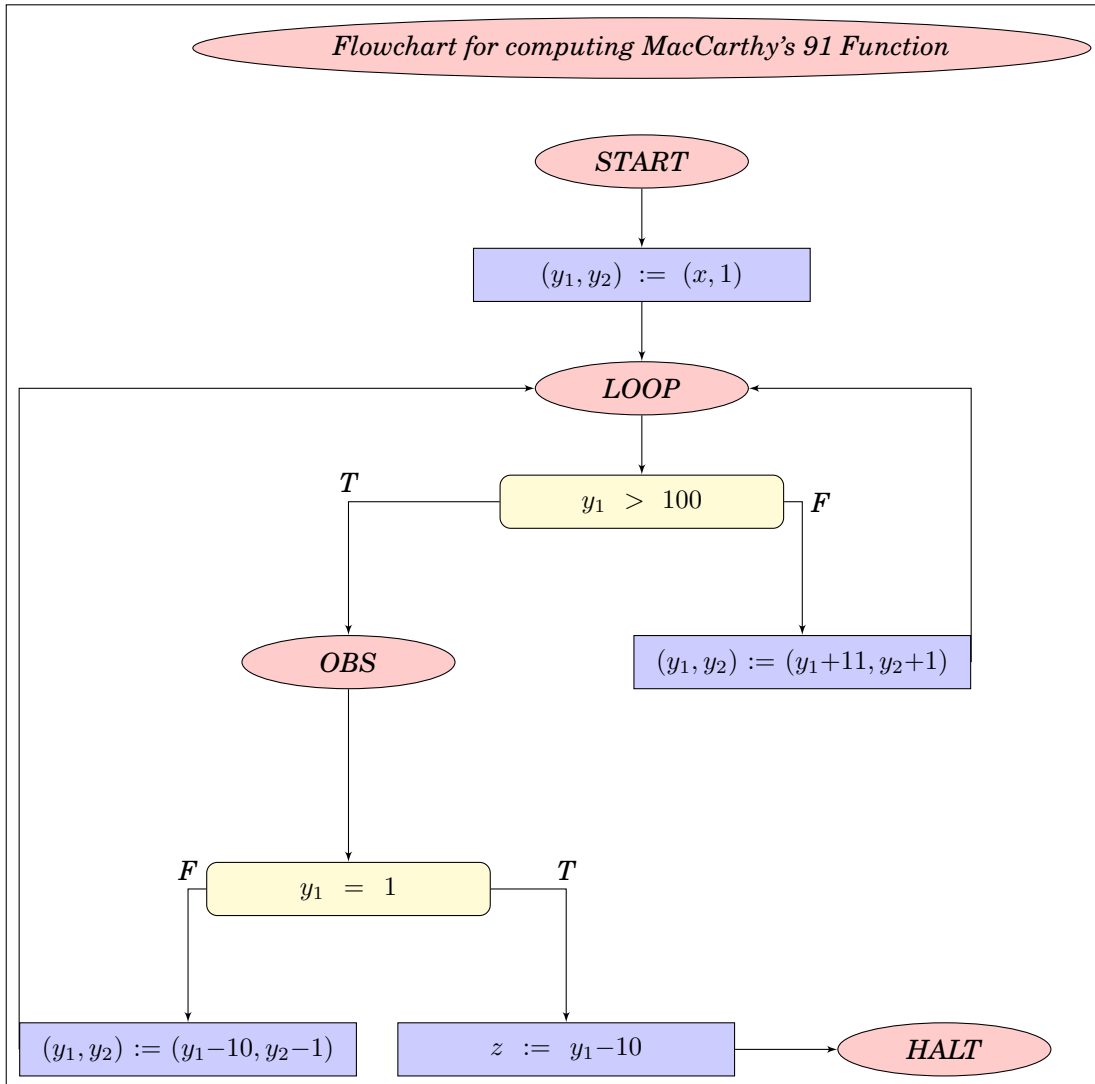 Flowchart for computing MacCarthy's 91 Function
START
(y₁, y₂) := (x, 1)
LOOP
T
y₁ > 100
F
OBS
(y₁, y₂) := (y₁+11, y₂+1)
F
y₁ = 1
T
(y₁, y₂) := (y₁−10, y₂−1)
z := y₁−10
HALT